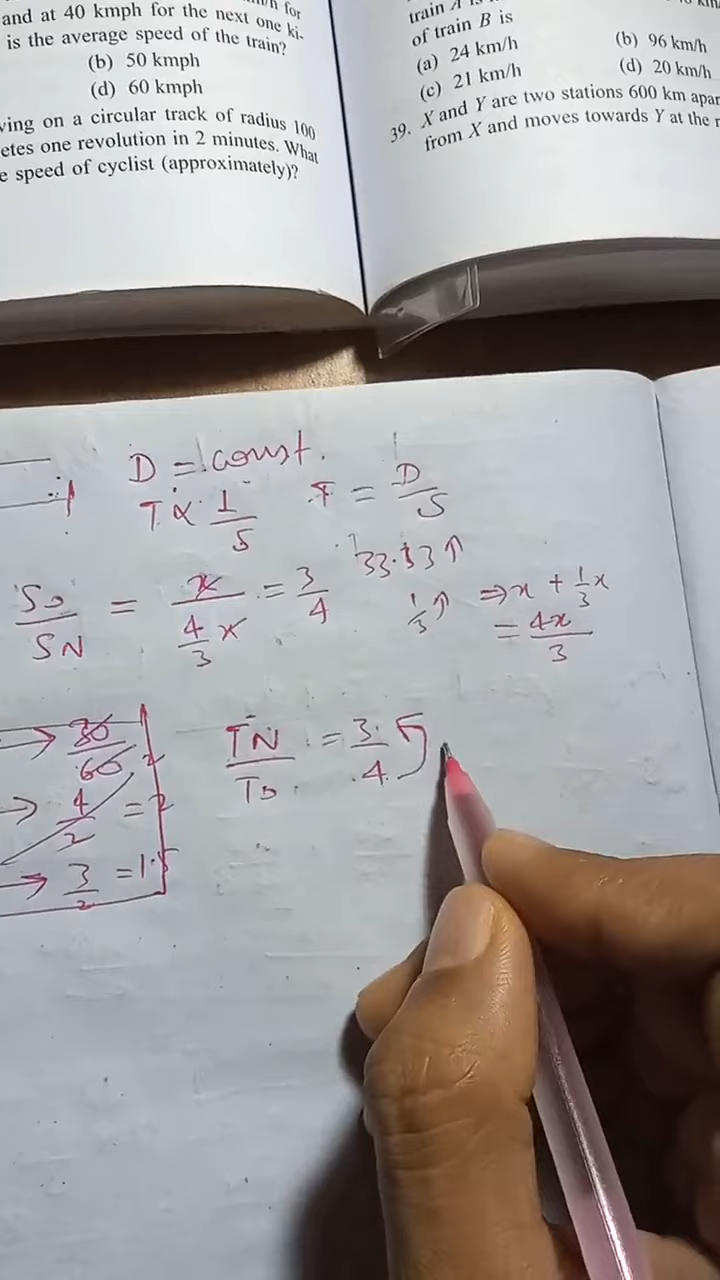 and at 40 kmph for the next one ki-
is the average speed of the train?
(b) 50 kmph
(d) 60 kmph
ving on a circular track of radius 100
etes one revolution in 2 minutes. What
e speed of cyclist (approximately)?
train A is
of train B is
(a) 24 km/h
(b) 96 km/h
(c) 21 km/h
(d) 20 km/h
39. X and Y are two stations 600 km apar
from X and moves towards Y at the r
D = const.
T ∝ 1/S
T = D/S
33.33↑
SO/SN = x/(4/3 x) = 3/4
1/3↑ ⇒ x + 1/3 x
= 4x/3
TN/TO = 3/4
→ 30/60
→ 4/2 = 2
→ 3/2 = 1.5